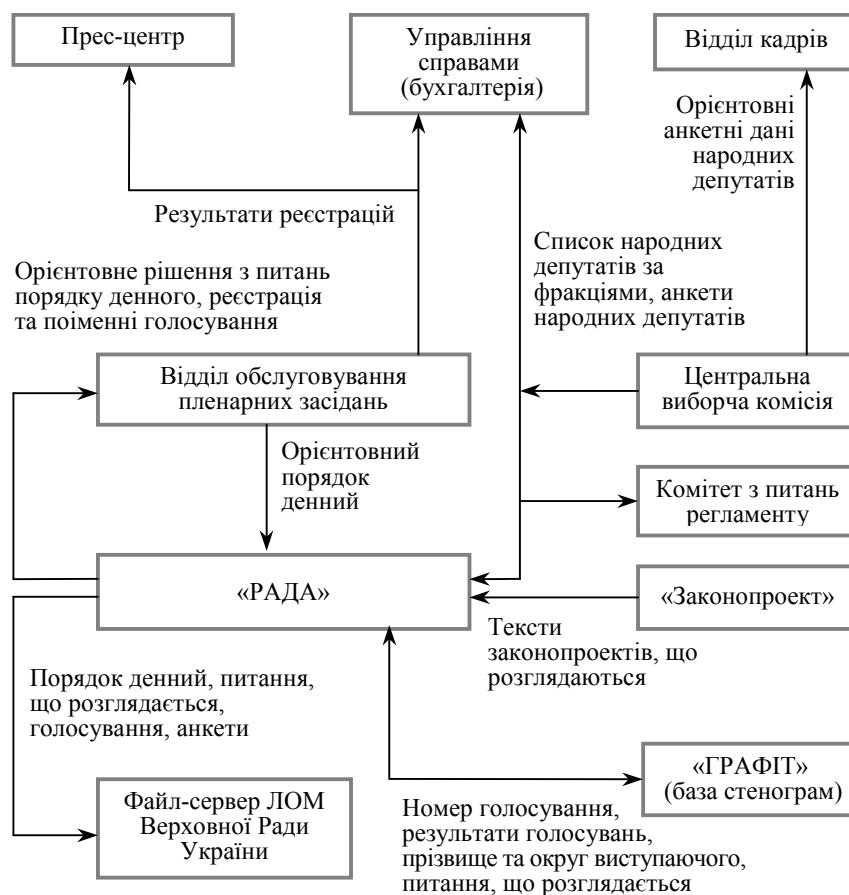 Прес-центр
Управління
справами
(бухгалтерія)
Відділ кадрів
Орієнтовні
анкетні дані
народних
депутатів
Результати реєстрацій
Орієнтовне рішення з питань
порядку денного, реєстрація
та поіменні голосування
Список народних
депутатів за
фракціями, анкети
народних депутатів
Відділ обслуговування
пленарних засідань
Центральна
виборча комісія
Орієнтовний
порядок
денний
Комітет з питань
регламенту
«РАДА»
«Законопроект»
Тексти
законопроектів, що
розглядаються
Порядок денний, питання,
що розглядається,
голосування, анкети
«ГРАФІТ»
(база стенограм)
Файл-сервер ЛОМ
Верховної Ради
України
Номер голосування,
результати голосувань,
прізвище та округ виступаючого,
питання, що розглядається